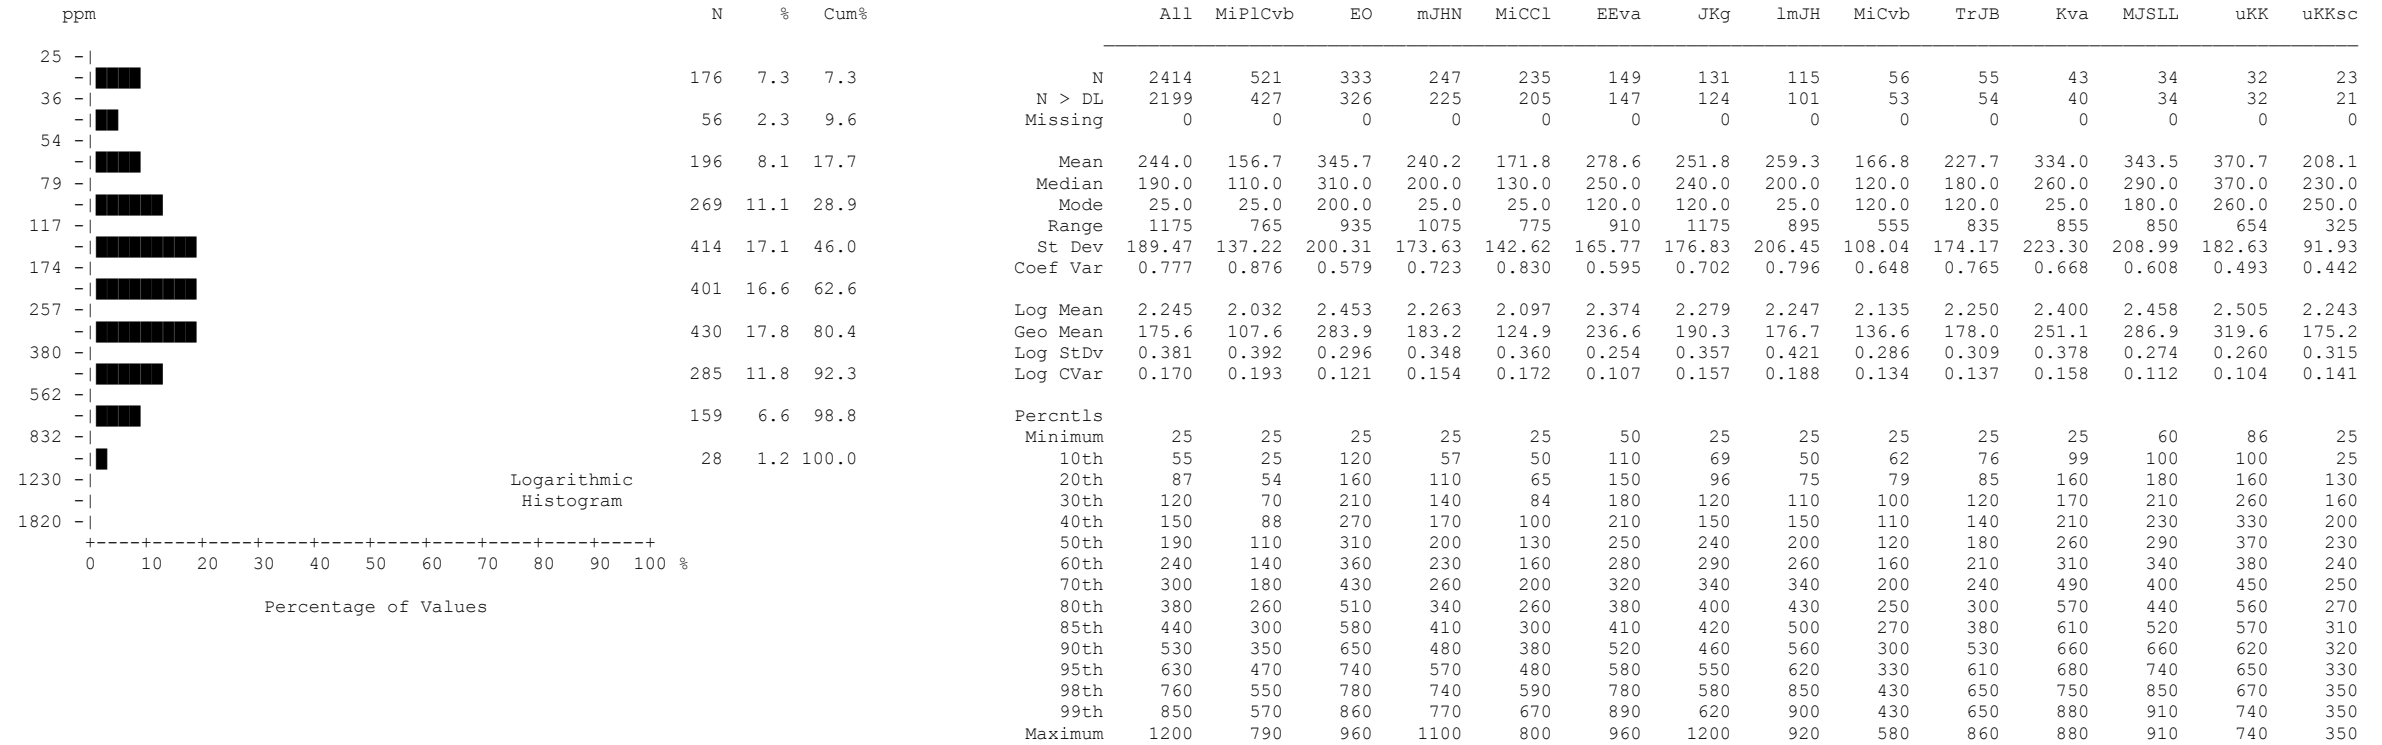 ppm N % Cum% All MiPlCvb EO mJHN MiCCl EEva JKg lmJH MiCvb TrJB Kva MJSLL uKK uKKsc
25 -|
-| 176 7.3 7.3 N 2414 521 333 247 235 149 131 115 56 55 43 34 32 23
36 -| N > DL 2199 427 326 225 205 147 124 101 53 54 40 34 32 21
-| 56 2.3 9.6 Missing 0 0 0 0 0 0 0 0 0 0 0 0 0 0
54 -|
-| 196 8.1 17.7 Mean 244.0 156.7 345.7 240.2 171.8 278.6 251.8 259.3 166.8 227.7 334.0 343.5 370.7 208.1
79 -| Median 190.0 110.0 310.0 200.0 130.0 250.0 240.0 200.0 120.0 180.0 260.0 290.0 370.0 230.0
-| 269 11.1 28.9 Mode 25.0 25.0 200.0 25.0 25.0 120.0 120.0 25.0 120.0 120.0 25.0 180.0 260.0 250.0
117 -| Range 1175 765 935 1075 775 910 1175 895 555 835 855 850 654 325
-| 414 17.1 46.0 St Dev 189.47 137.22 200.31 173.63 142.62 165.77 176.83 206.45 108.04 174.17 223.30 208.99 182.63 91.93
174 -| Coef Var 0.777 0.876 0.579 0.723 0.830 0.595 0.702 0.796 0.648 0.765 0.668 0.608 0.493 0.442
-| 401 16.6 62.6
257 -| Log Mean 2.245 2.032 2.453 2.263 2.097 2.374 2.279 2.247 2.135 2.250 2.400 2.458 2.505 2.243
-| 430 17.8 80.4 Geo Mean 175.6 107.6 283.9 183.2 124.9 236.6 190.3 176.7 136.6 178.0 251.1 286.9 319.6 175.2
380 -| Log StDv 0.381 0.392 0.296 0.348 0.360 0.254 0.357 0.421 0.286 0.309 0.378 0.274 0.260 0.315
-| 285 11.8 92.3 Log CVar 0.170 0.193 0.121 0.154 0.172 0.107 0.157 0.188 0.134 0.137 0.158 0.112 0.104 0.141
562 -|
-| 159 6.6 98.8 Percntls
832 -| Minimum 25 25 25 25 25 50 25 25 25 25 25 60 86 25
-| 28 1.2 100.0 10th 55 25 120 57 50 110 69 50 62 76 99 100 100 25
1230 -| Logarithmic 20th 87 54 160 110 65 150 96 75 79 85 160 180 160 130
-| Histogram 30th 120 70 210 140 84 180 120 110 100 120 170 210 260 160
1820 -| 40th 150 88 270 170 100 210 150 150 110 140 210 230 330 200
+----+----+----+----+----+----+----+----+----+----+ 50th 190 110 310 200 130 250 240 200 120 180 260 290 370 230
0 10 20 30 40 50 60 70 80 90 100 % 60th 240 140 360 230 160 280 290 260 160 210 310 340 380 240
70th 300 180 430 260 200 320 340 340 200 240 490 400 450 250
Percentage of Values 80th 380 260 510 340 260 380 400 430 250 300 570 440 560 270
85th 440 300 580 410 300 410 420 500 270 380 610 520 570 310
90th 530 350 650 480 380 520 460 560 300 530 660 660 620 320
95th 630 470 740 570 480 580 550 620 330 610 680 740 650 330
98th 760 550 780 740 590 780 580 850 430 650 750 850 670 350
99th 850 570 860 770 670 890 620 900 430 650 880 910 740 350
Maximum 1200 790 960 1100 800 960 1200 920 580 860 880 910 740 350